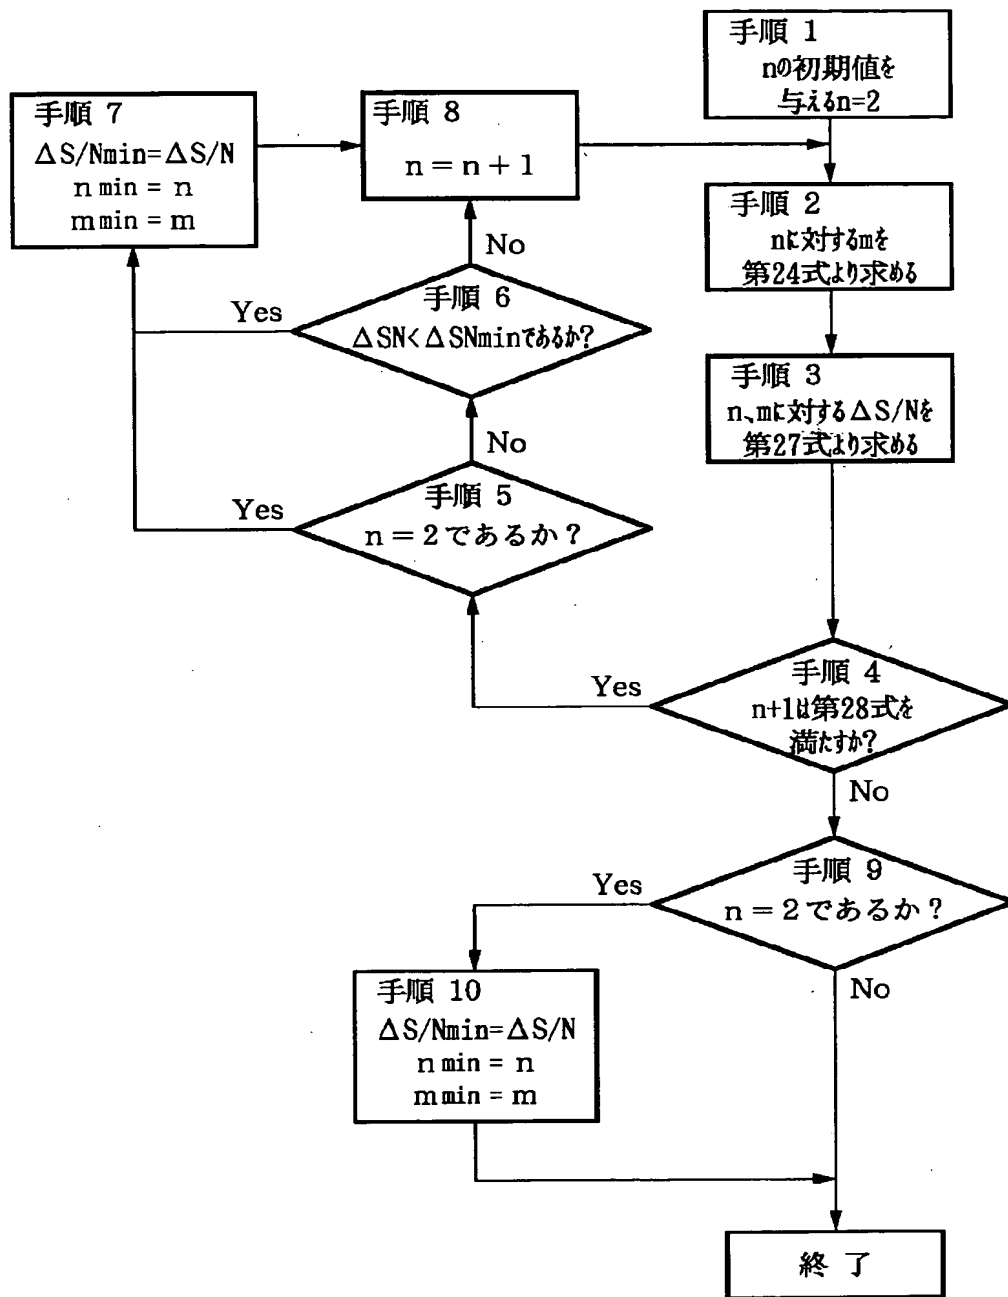 手順 1
nの初期値を
与えるn=2
手順 7
ΔS/Nmin=ΔS/N
n min = n
m min = m
手順 8
n = n + 1
手順 2
nに対するmを
第24式より求める
No
手順 6
ΔSN<ΔSNminであるか?
Yes
手順 3
n、mに対するΔS/Nを
第27式より求める
No
手順 5
n = 2 であるか?
Yes
手順 4
n+1は第28式を
満たすか?
Yes
No
手順 9
n = 2 であるか?
Yes
No
手順 10
ΔS/Nmin=ΔS/N
n min = n
m min = m
終 了